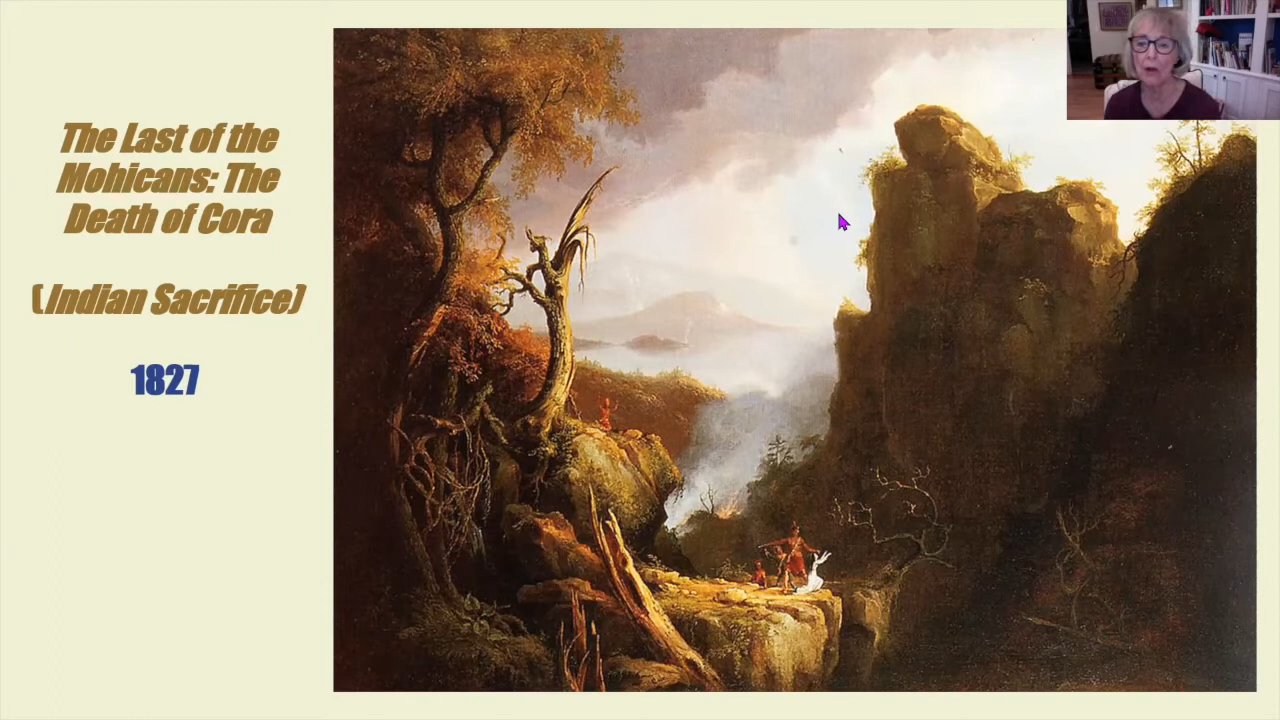 The Last of the
Mohicans: The
Death of Cora
(Indian Sacrifice)
1827